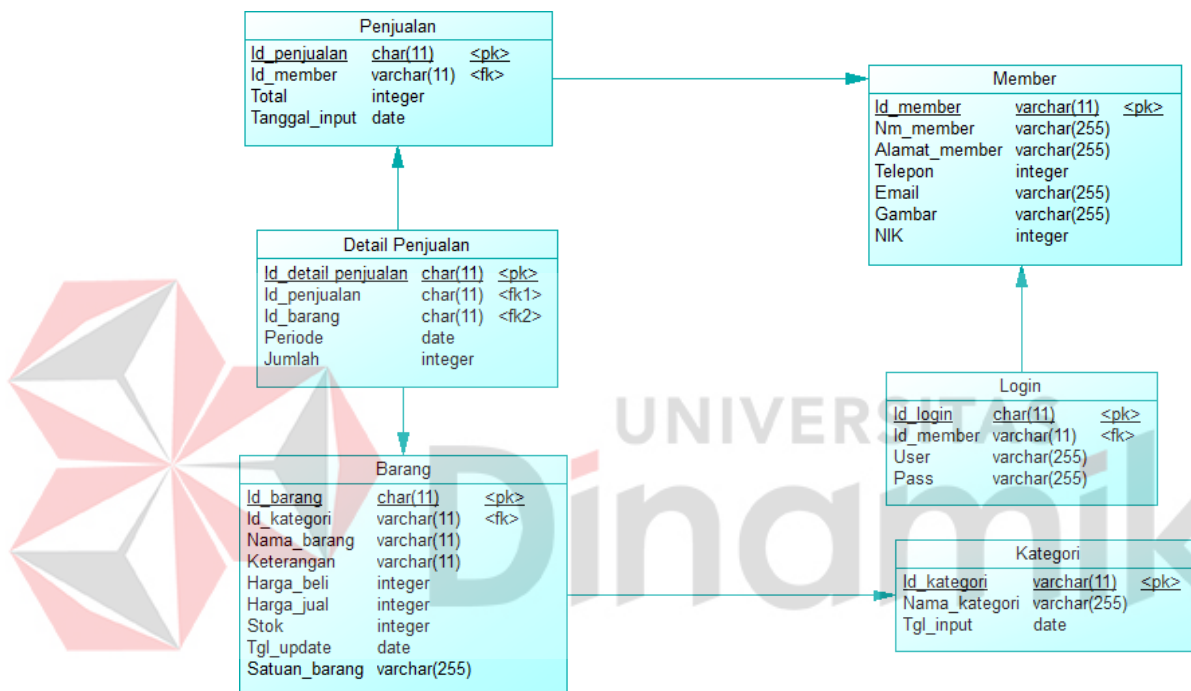 Penjualan
Id_penjualan char(11) <pk>
Id_member varchar(11) <fk>
Total integer
Tanggal_input date
Member
Id_member varchar(11) <pk>
Nm_member varchar(255)
Alamat_member varchar(255)
Telepon integer
Email varchar(255)
Gambar varchar(255)
NIK integer
Detail Penjualan
Id_detail penjualan char(11) <pk>
Id_penjualan char(11) <fk1>
Id_barang char(11) <fk2>
Periode date
Jumlah integer
Login
Id_login char(11) <pk>
Id_member varchar(11) <fk>
User varchar(255)
Pass varchar(255)
UNIVERSITAS
Dinamik
Barang
Id_barang char(11) <pk>
Id_kategori varchar(11) <fk>
Nama_barang varchar(11)
Keterangan varchar(11)
Harga_beli integer
Harga_jual integer
Stok integer
Tgl_update date
Satuan_barang varchar(255)
Kategori
Id_kategori varchar(11) <pk>
Nama_kategori varchar(255)
Tgl_input date